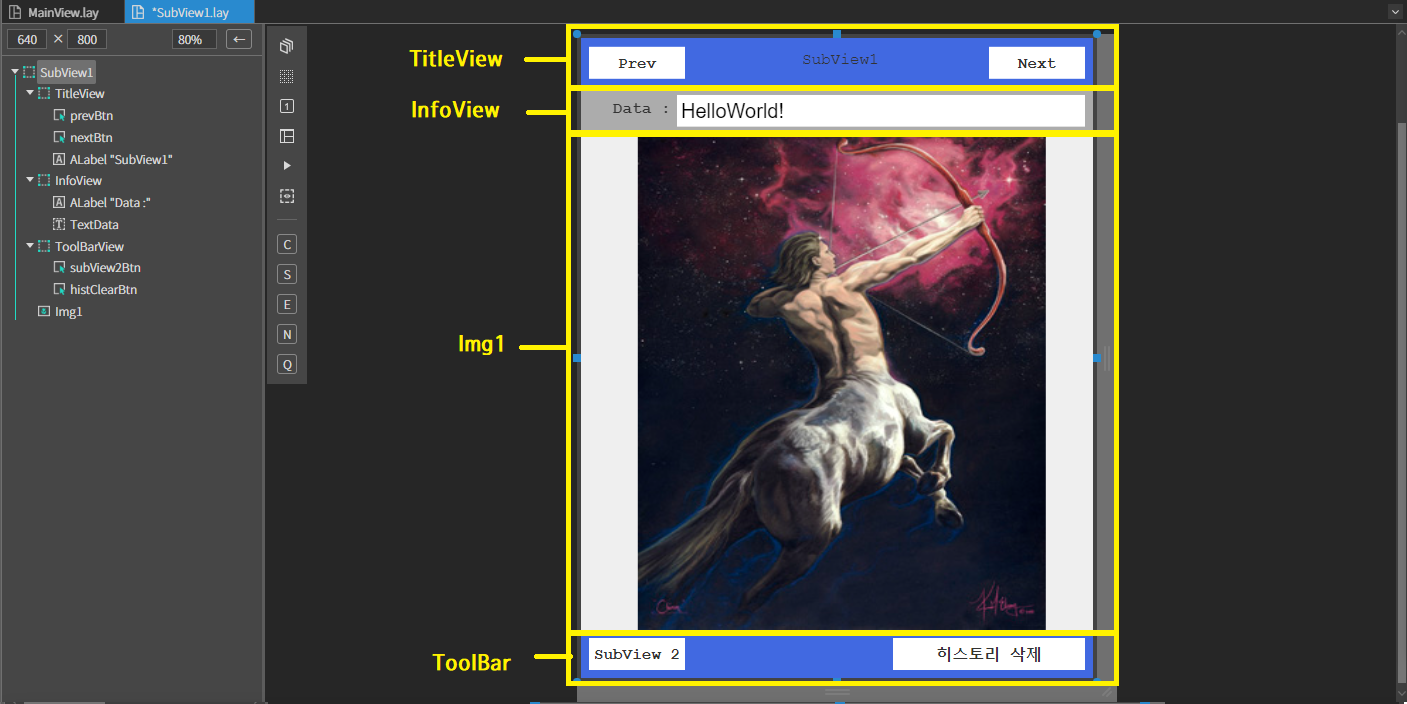 MainView.lay
*SubView1.lay
640 × 800 80% ←
SubView1
TitleView
prevBtn
nextBtn
ALabel "SubView1"
InfoView
ALabel "Data :"
TextData
ToolBarView
subView2Btn
histClearBtn
Img1
1
C
S
E
N
Q
TitleView
Prev
SubView1
Next
InfoView
Data :
HelloWorld!
Img1
ToolBar
SubView 2
히스토리 삭제